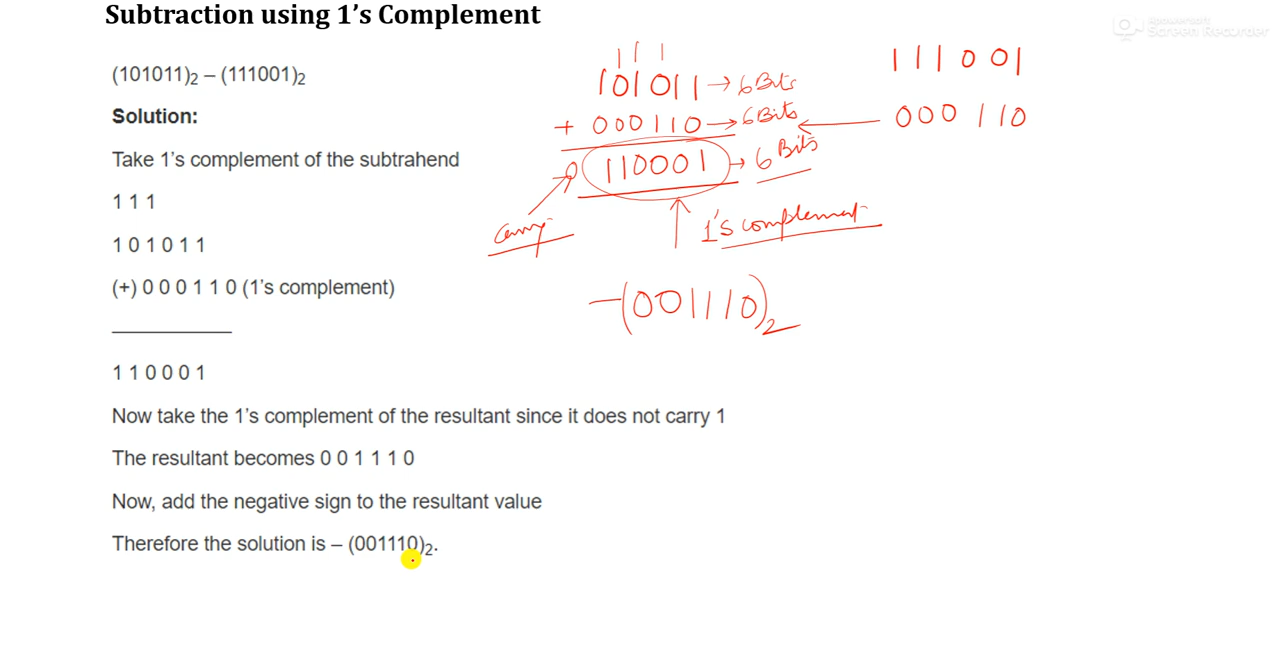 Subtraction using 1's Complement
Apowersoft
Screen Recorder
(101011)₂ – (111001)₂
Solution:
Take 1's complement of the subtrahend
1 1 1
1 0 1 0 1 1
(+) 0 0 0 1 1 0 (1's complement)
1 1 0 0 0 1
Now take the 1's complement of the resultant since it does not carry 1
The resultant becomes 0 0 1 1 1 0
Now, add the negative sign to the resultant value
Therefore the solution is – (001110)₂.
1 1 1
101011 → 6 Bits
+ 000110 → 6 Bits ←
0 110001 → 6 Bits
carry
1's complement
–(001110)₂
111001
000110